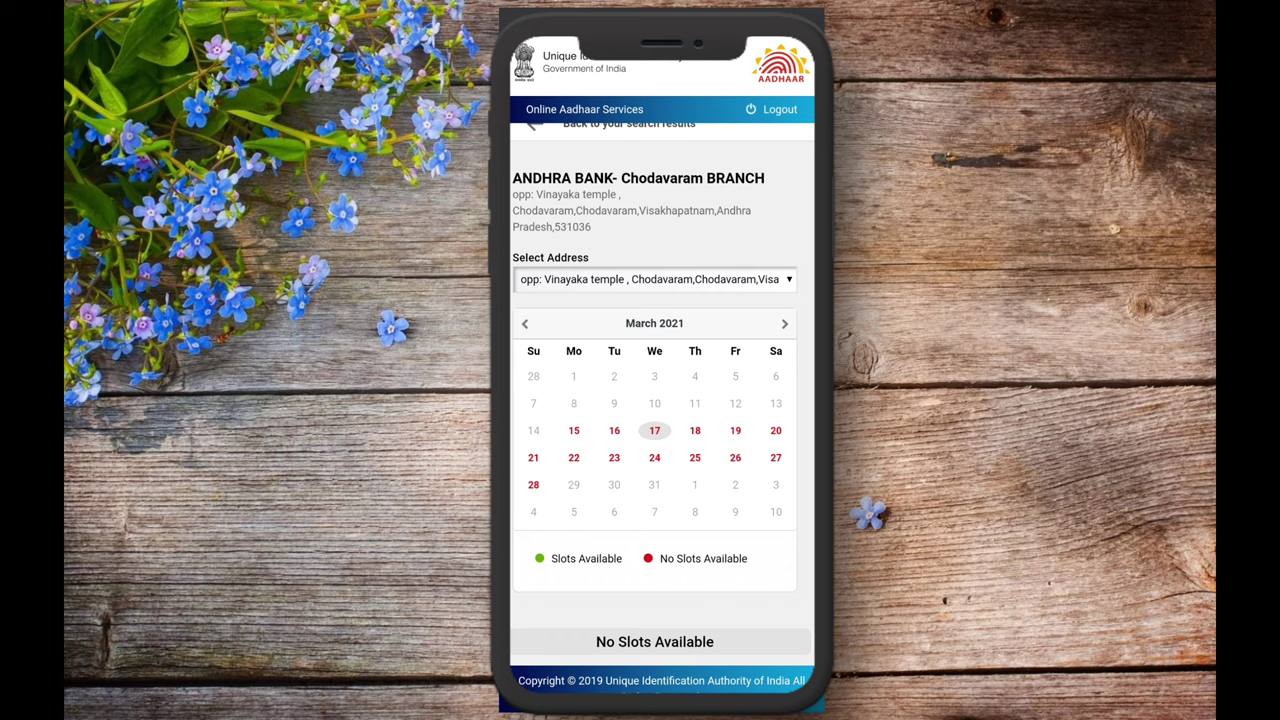 Unique
Government of India
AADHAAR
Online Aadhaar Services
Logout
Back to your search results
ANDHRA BANK- Chodavaram BRANCH
opp: Vinayaka temple ,
Chodavaram,Chodavaram,Visakhapatnam,Andhra
Pradesh,531036
Select Address
opp: Vinayaka temple , Chodavaram,Chodavaram,Visa
March 2021
Su Mo Tu We Th Fr Sa
28 1 2 3 4 5 6
7 8 9 10 11 12 13
14 15 16 17 18 19 20
21 22 23 24 25 26 27
28 29 30 31 1 2 3
4 5 6 7 8 9 10
Slots Available
No Slots Available
No Slots Available
Copyright © 2019 Unique Identification Authority of India All